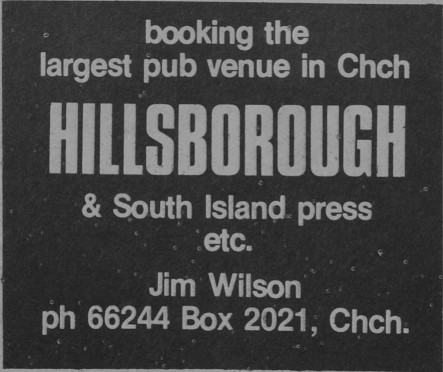 booking the
largest pub venue in Chch
HILLSBOROUGH
& South Island press
etc.
Jim Wilson
ph 66244 Box 2021, Chch.